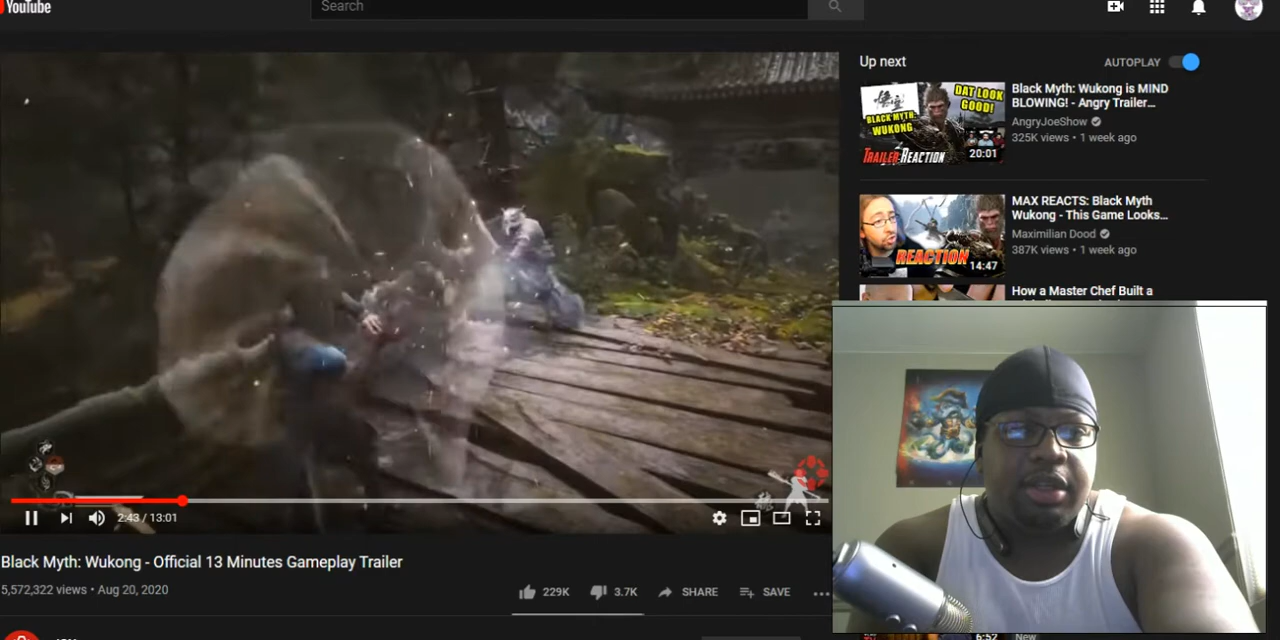 YouTube
Search
Up next
AUTOPLAY
DAT LOOK
GOOD!
BLACK MYTH
WUKONG
TRAILER REACTION
20:01
Black Myth: Wukong is MIND
BLOWING! - Angry Trailer…
AngryJoeShow
325K views • 1 week ago
REACTION
14:47
MAX REACTS: Black Myth
Wukong - This Game Looks…
Maximilian Dood
387K views • 1 week ago
How a Master Chef Built a
2:43 / 13:01
Black Myth: Wukong - Official 13 Minutes Gameplay Trailer
5,572,322 views • Aug 20, 2020
229K
3.7K
SHARE
SAVE
6:52
New